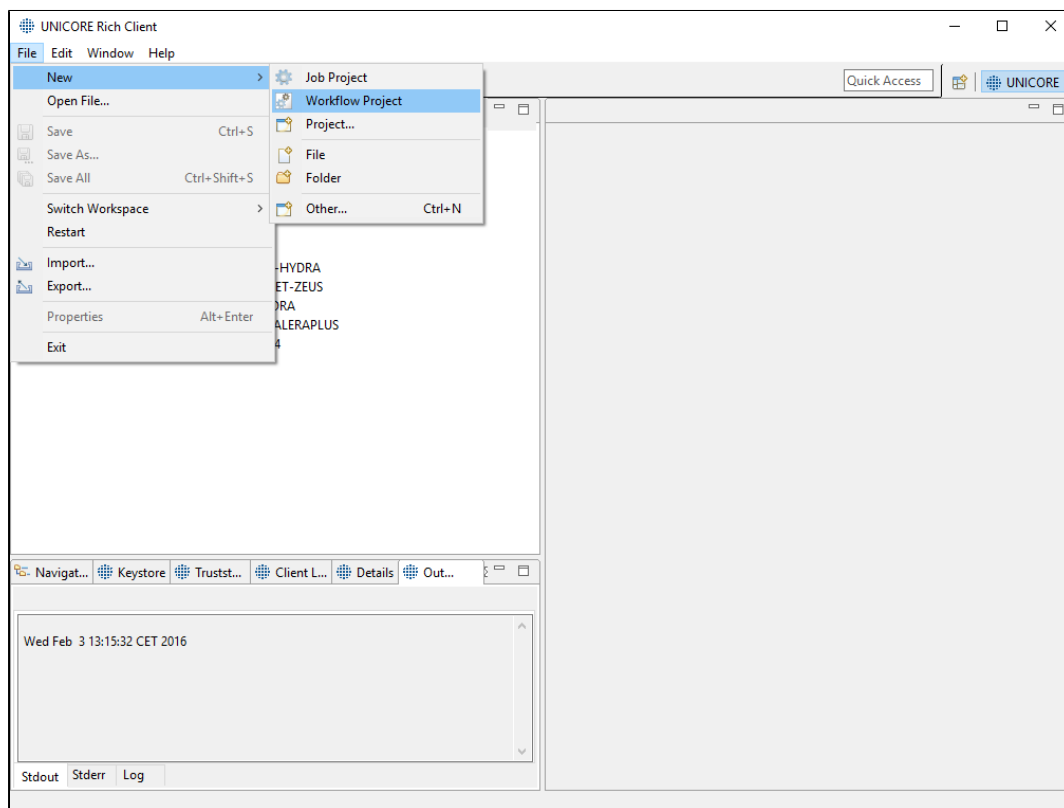 UNICORE Rich Client
File Edit Window Help
New
Open File...
Save Ctrl+S
Save As...
Save All Ctrl+Shift+S
Switch Workspace
Restart
Import...
Export...
Properties Alt+Enter
Exit
Job Project
Workflow Project
Project...
File
Folder
Other... Ctrl+N
Quick Access
UNICORE
-HYDRA
ET-ZEUS
DRA
ALERAPLUS
4
Navigat... Keystore Trustst... Client L... Details Out...
Wed Feb 3 13:15:32 CET 2016
Stdout Stderr Log